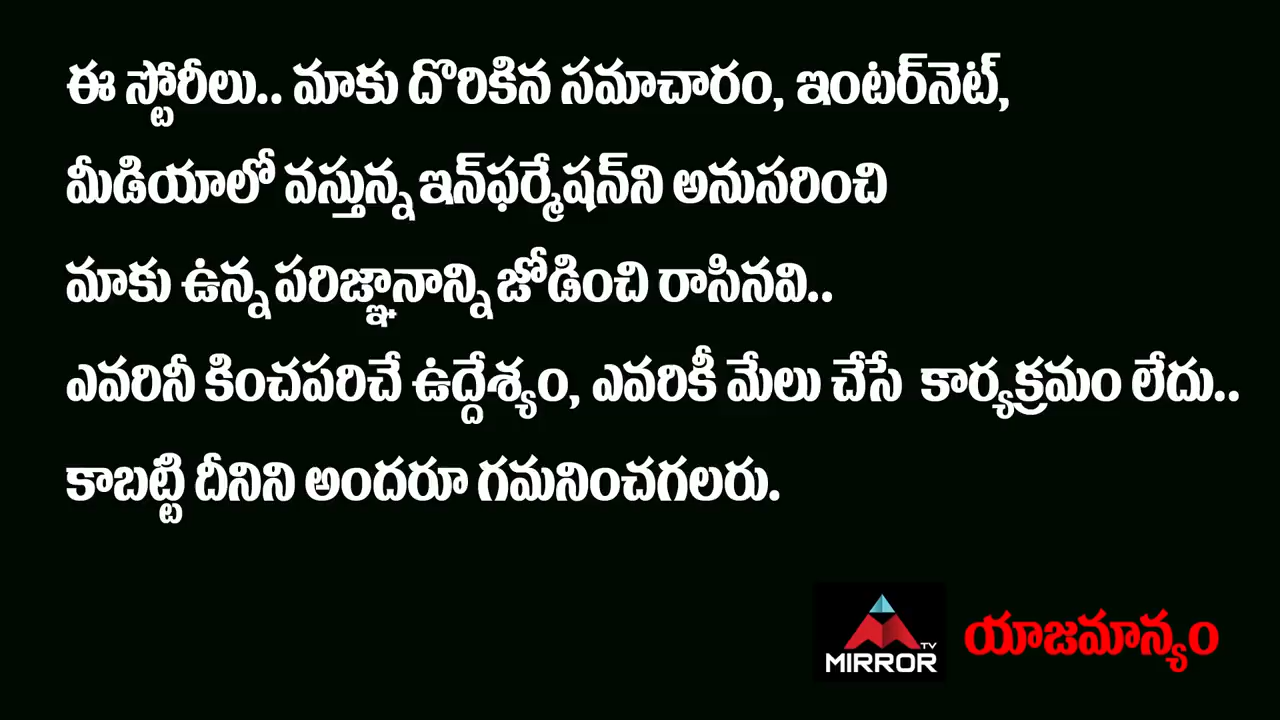 ఈ స్టోరీలు.. మాకు దొరికిన సమాచారం, ఇంటర్‌నెట్,
మీడియాలో వస్తున్న ఇన్‌ఫర్మేషన్‌ని అనుసరించి
మాకు ఉన్న పరిజ్ఞానాన్ని జోడించి రాసినవి..
ఎవరినీ కించపరిచే ఉద్దేశ్యం, ఎవరికీ మేలు చేసే కార్యక్రమం లేదు..
కాబట్టి దీనిని అందరూ గమనించగలరు.
TV
MIRROR
యాజమాన్యం